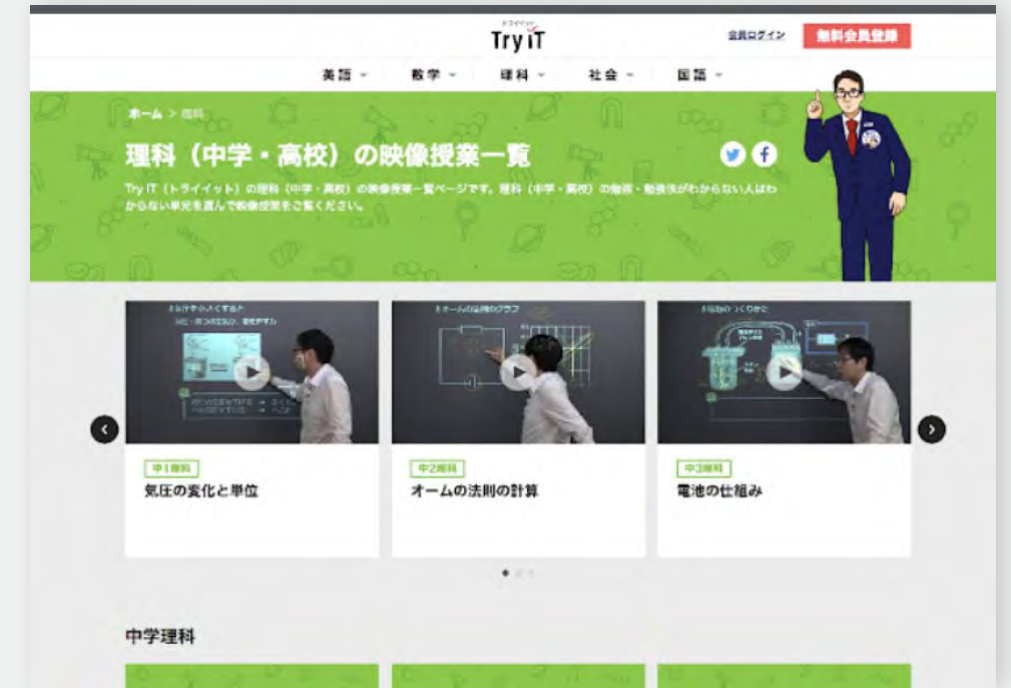 トライイット
Try iT
会員ログイン
無料会員登録
英語
数学
理科
社会
国語
ホーム > 理科
理科（中学・高校）の映像授業一覧
Try IT（トライイット）の理科（中学・高校）の映像授業一覧ページです。理科（中学・高校）の勉強・勉強法がわからない人はわ
からない単元を選んで映像授業をご覧ください。
オームの法則のグラフ
中1理科
気圧の変化と単位
中2理科
オームの法則の計算
中3理科
電池の仕組み
中学理科